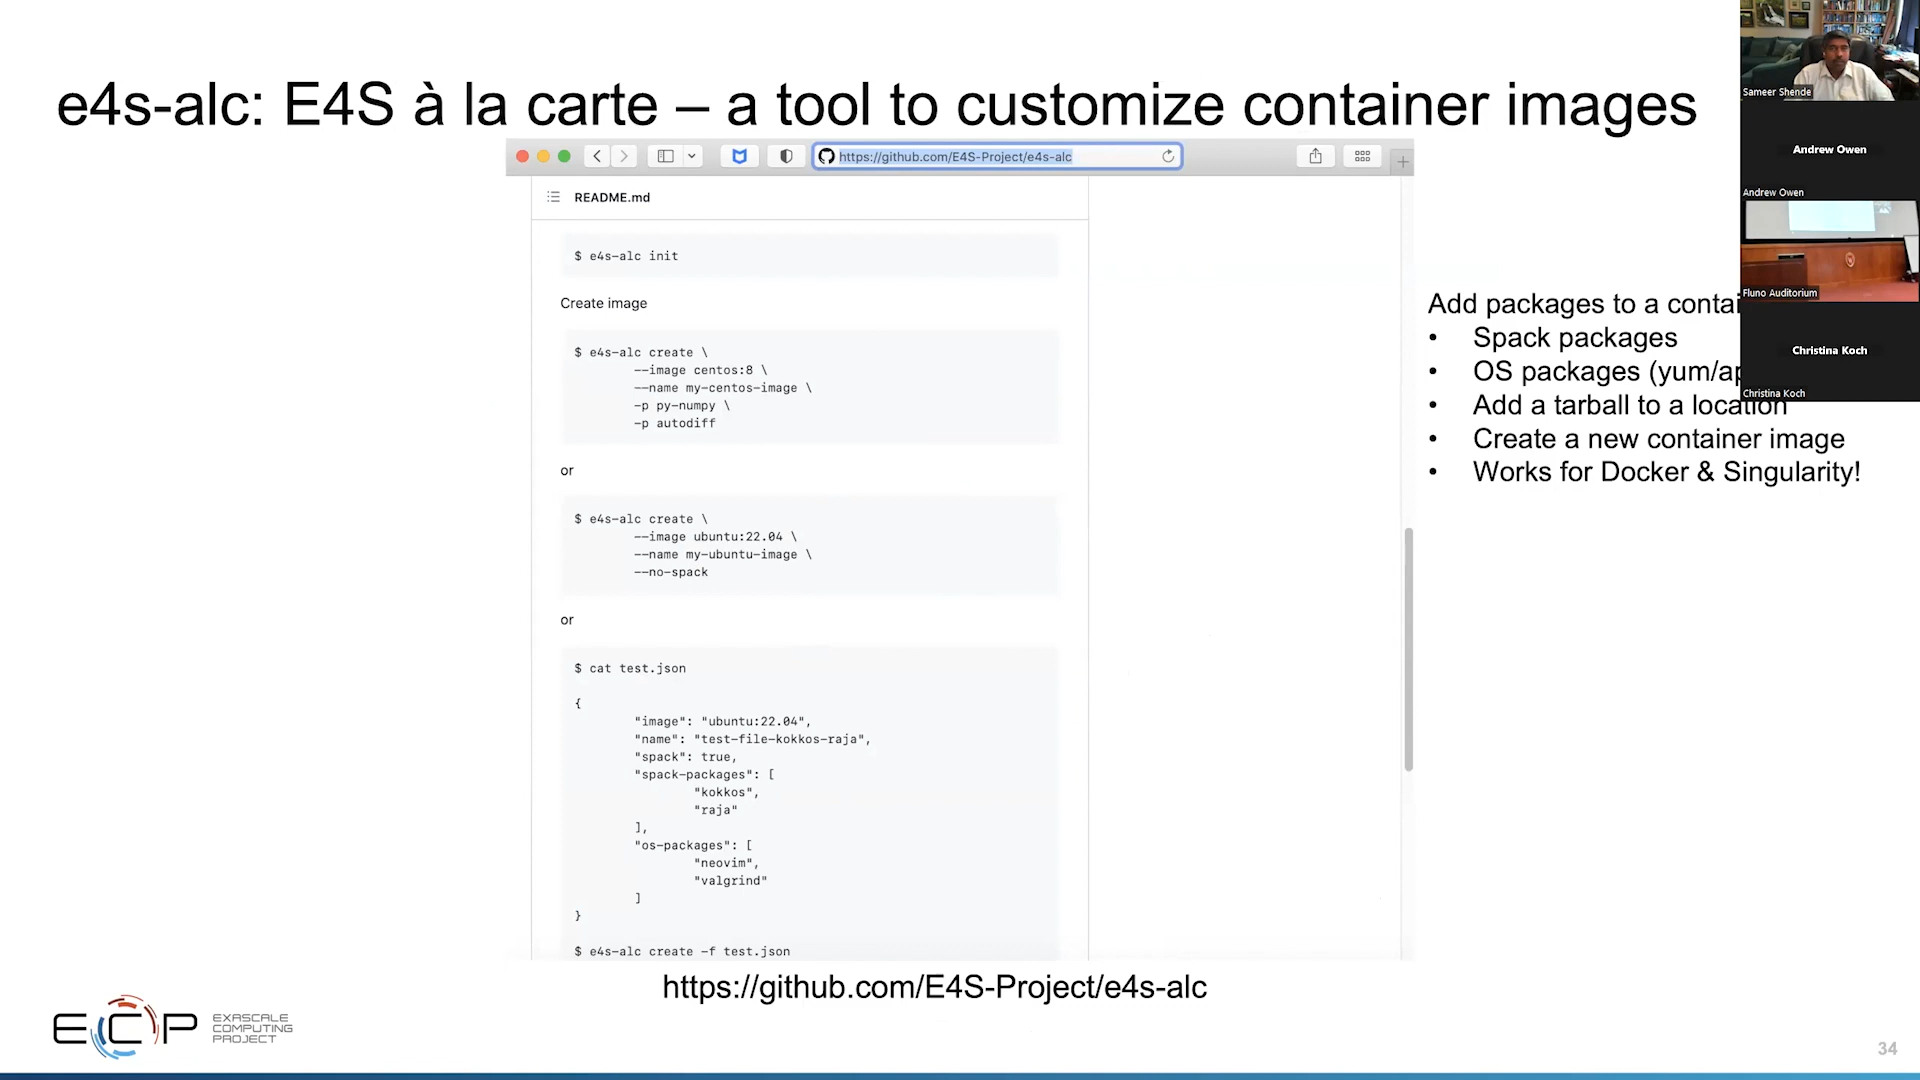 e4s-alc: E4S à la carte – a tool to customize container images
https://github.com/E4S-Project/e4s-alc
README.md
$ e4s-alc init
Create image
$ e4s-alc create \
--image centos:8 \
--name my-centos-image \
-p py-numpy \
-p autodiff
or
$ e4s-alc create \
--image ubuntu:22.04 \
--name my-ubuntu-image \
--no-spack
or
$ cat test.json
{
"image": "ubuntu:22.04",
"name": "test-file-kokkos-raja",
"spack": true,
"spack-packages": [
"kokkos",
"raja"
],
"os-packages": [
"neovim",
"valgrind"
]
}
$ e4s-alc create -f test.json
https://github.com/E4S-Project/e4s-alc
Add packages to a
• Spack packages
• OS packages
• Add a tarball to a location
• Create a new container image
• Works for Docker & Singularity!
Sameer Shende
Andrew Owen
Andrew Owen
Fluno Auditorium
Christina Koch
Christina Koch
ECP
EXASCALE
COMPUTING
PROJECT
34